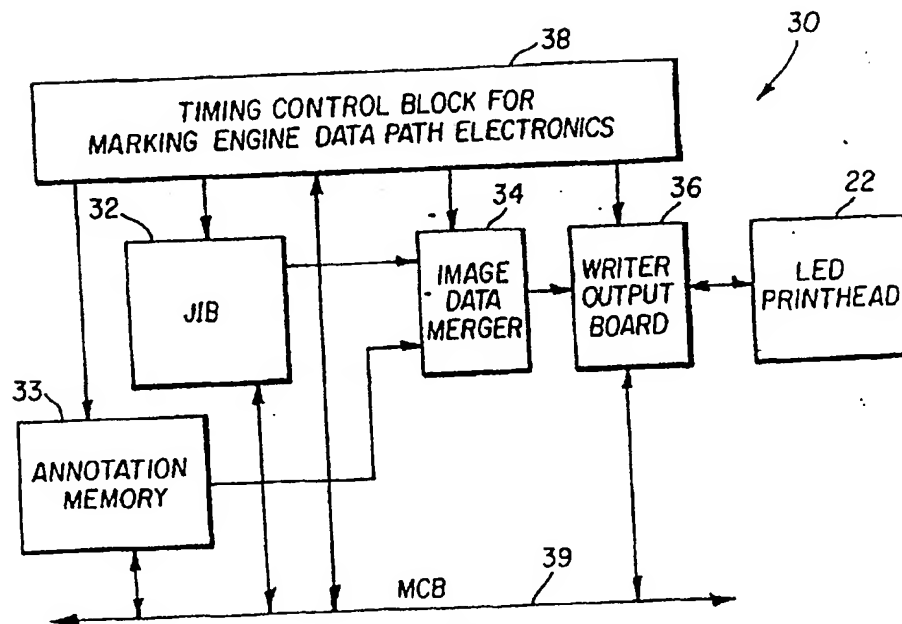 30
38
TIMING CONTROL BLOCK FOR
MARKING ENGINE DATA PATH ELECTRONICS
32
34
36
22
JIB
IMAGE
DATA
MERGER
WRITER
OUTPUT
BOARD
LED
PRINTHEAD
33
ANNOTATION
MEMORY
MCB
39